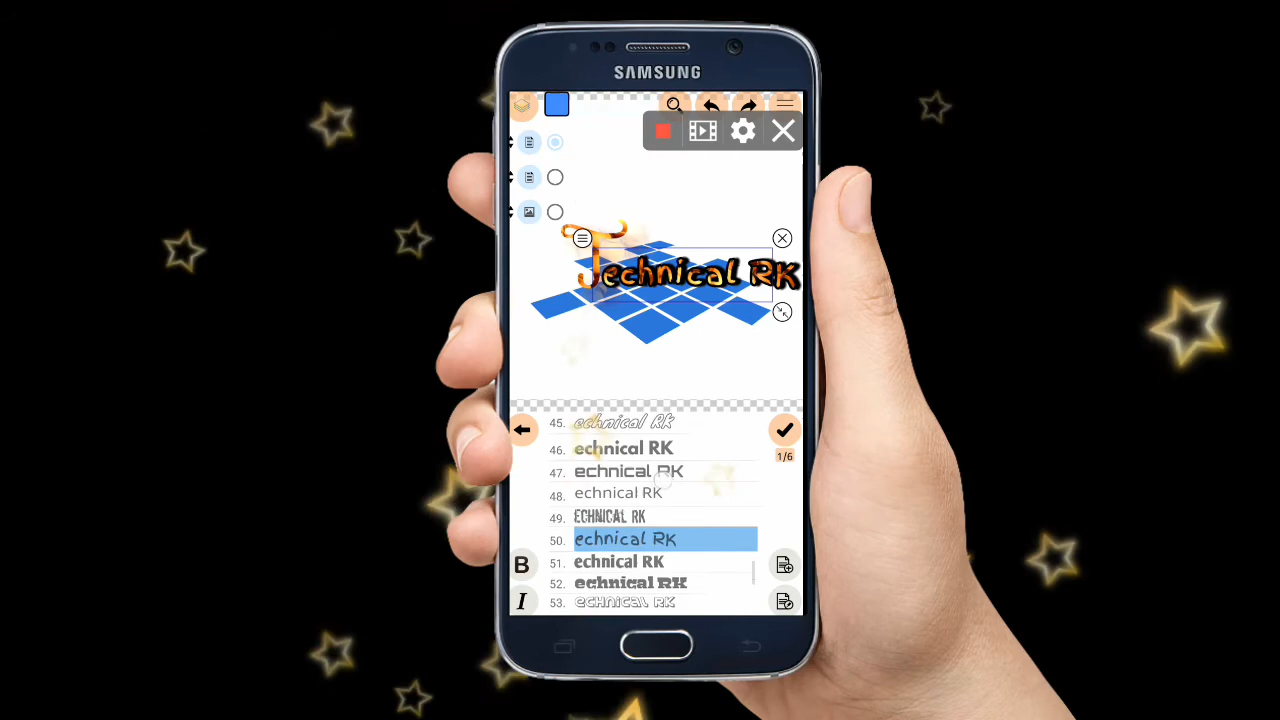 SAMSUNG
Technical RK
45. echnical RK
1/6
46. echnical RK
47. echnical RK
48. echnical RK
49. ECHNICAL RK
50. echnical RK
B
51. echnical RK
52. echnical RK
I
53. echnical RK